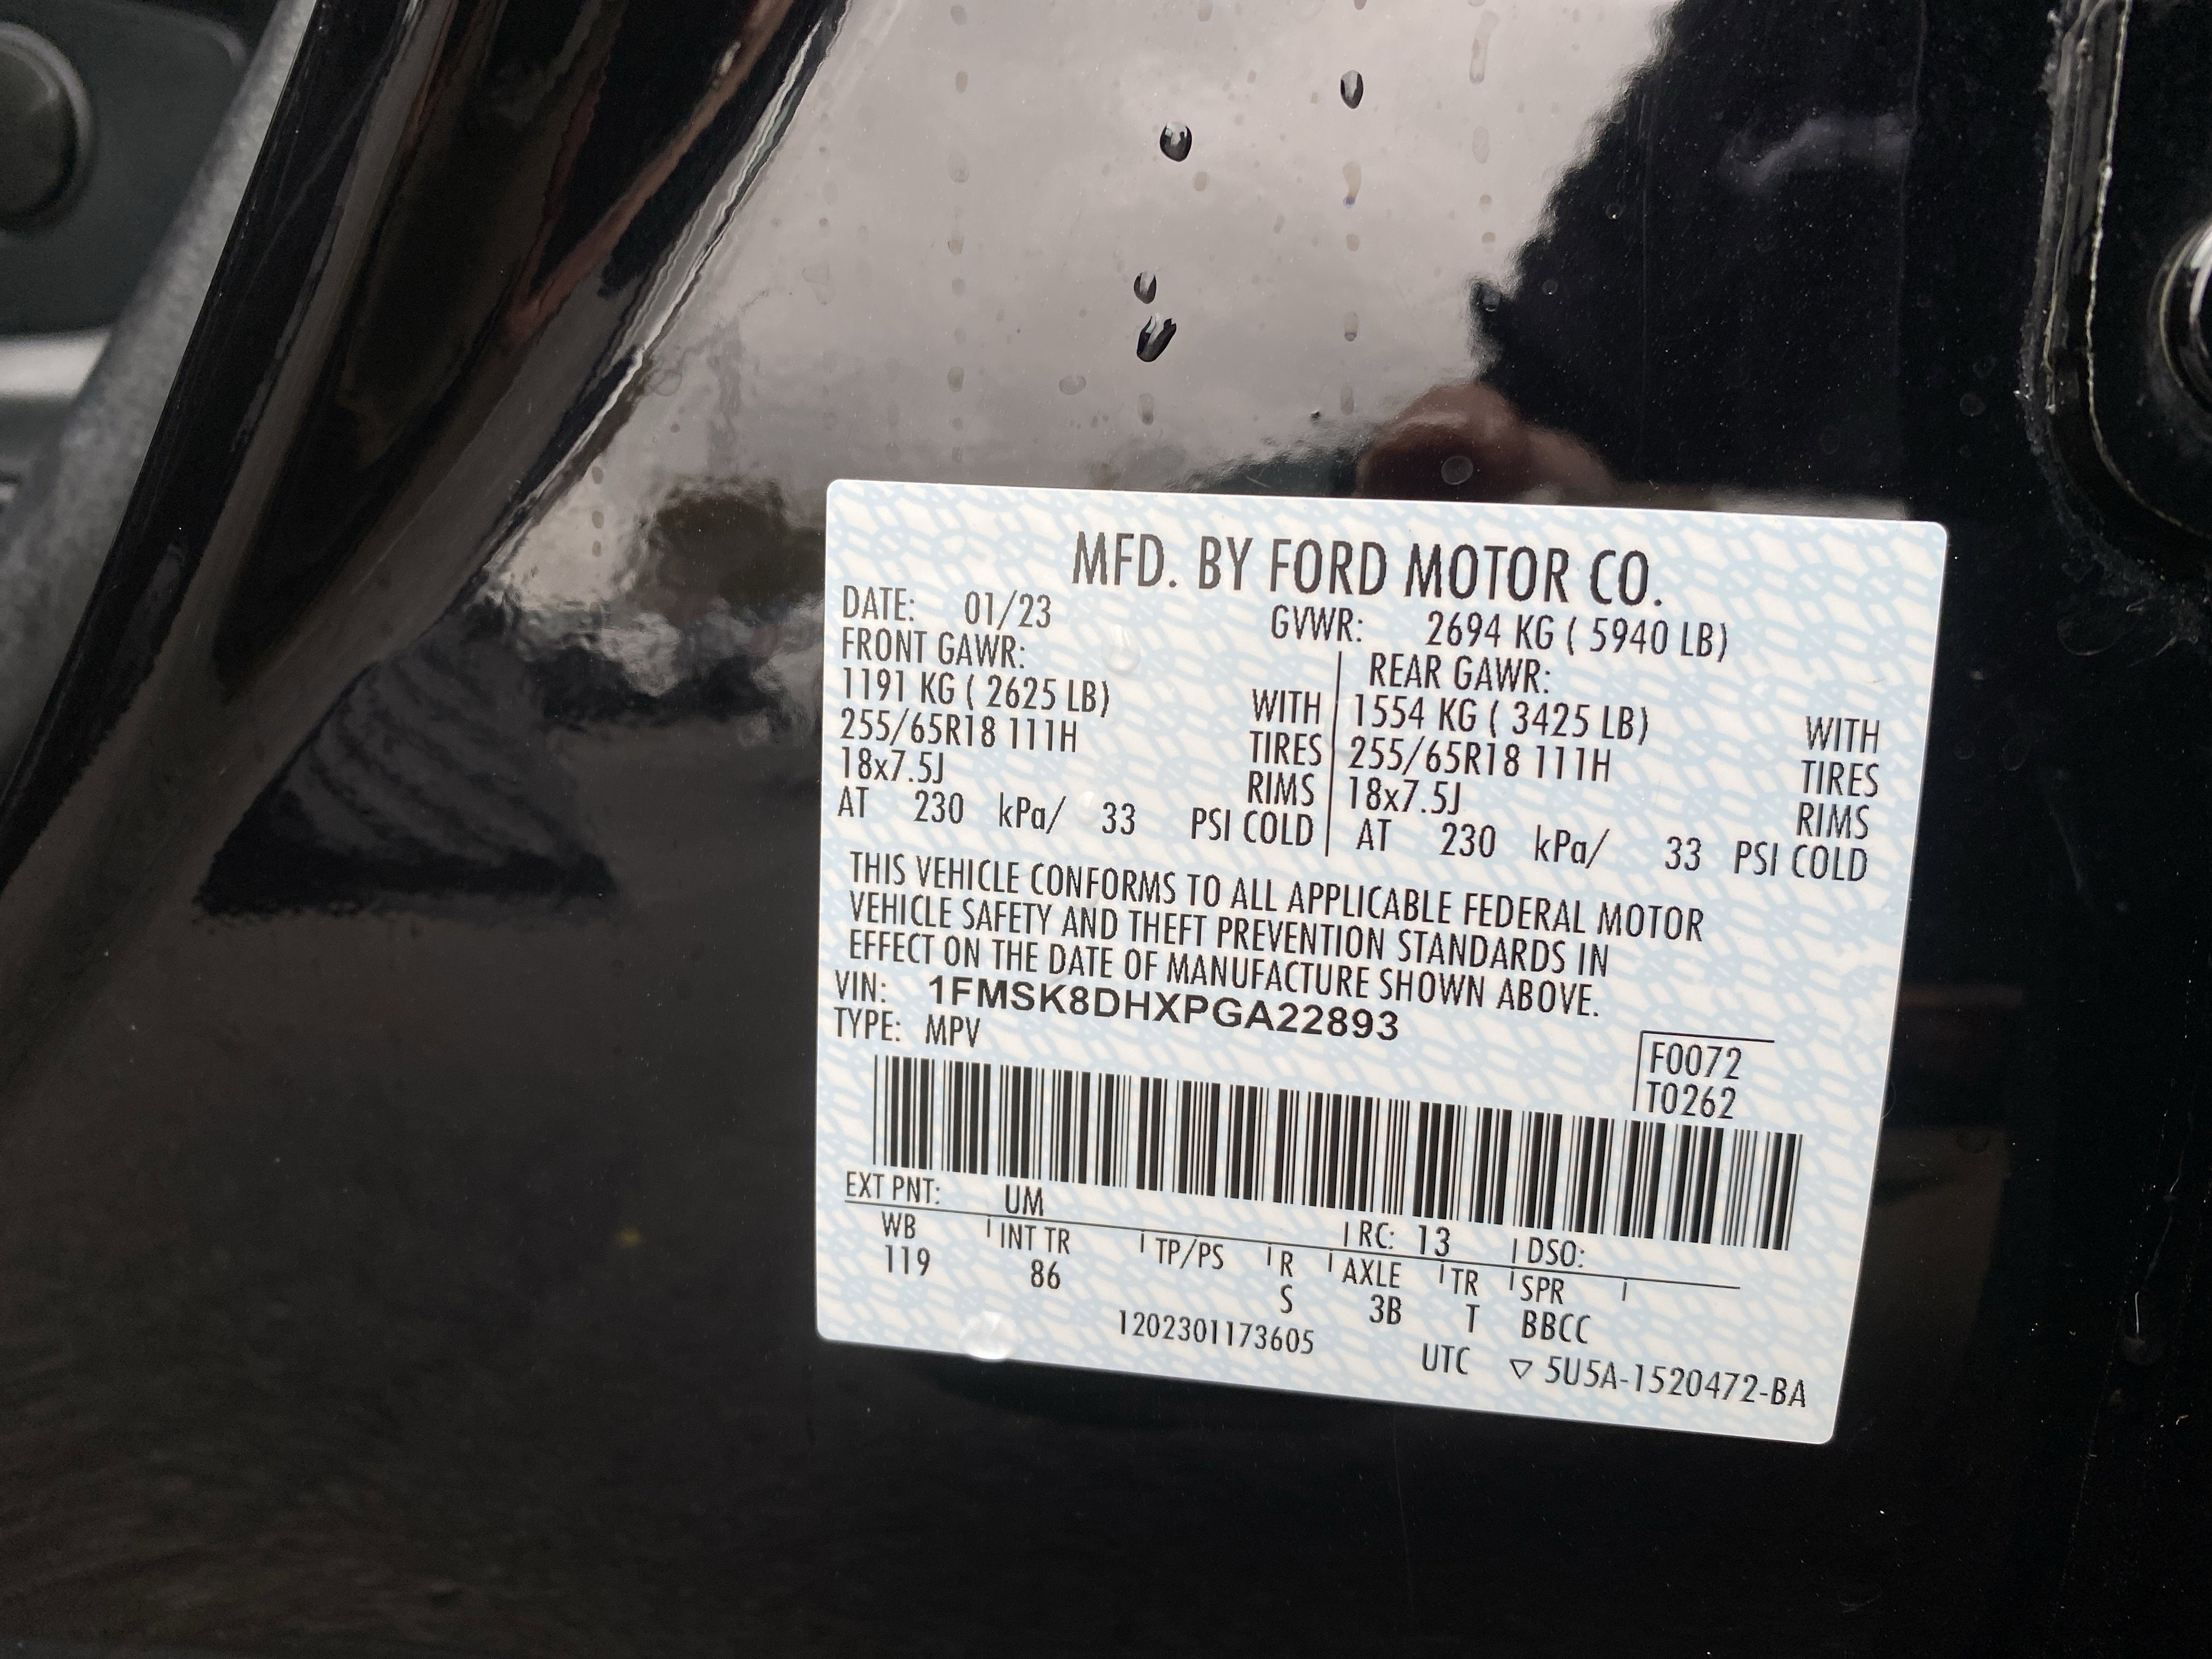 MFD. BY FORD MOTOR CO.
DATE: 01/23 GVWR: 2694 KG ( 5940 LB)
FRONT GAWR: REAR GAWR:
1191 KG ( 2625 LB) WITH 1554 KG ( 3425 LB) WITH
255/65R18 111H TIRES 255/65R18 111H TIRES
18x7.5J RIMS 18x7.5J RIMS
AT 230 kPa/ 33 PSI COLD AT 230 kPa/ 33 PSI COLD
THIS VEHICLE CONFORMS TO ALL APPLICABLE FEDERAL MOTOR
VEHICLE SAFETY AND THEFT PREVENTION STANDARDS IN
EFFECT ON THE DATE OF MANUFACTURE SHOWN ABOVE.
VIN: 1FMSK8DHXPGA22893
TYPE: MPV
F0072
T0262
EXT PNT: UM RC: 13 DSO:
WB INT TR TP/PS R AXLE TR SPR
119 86 S 3B T BBCC
1202301173605 UTC ▽ 5U5A-1520472-BA